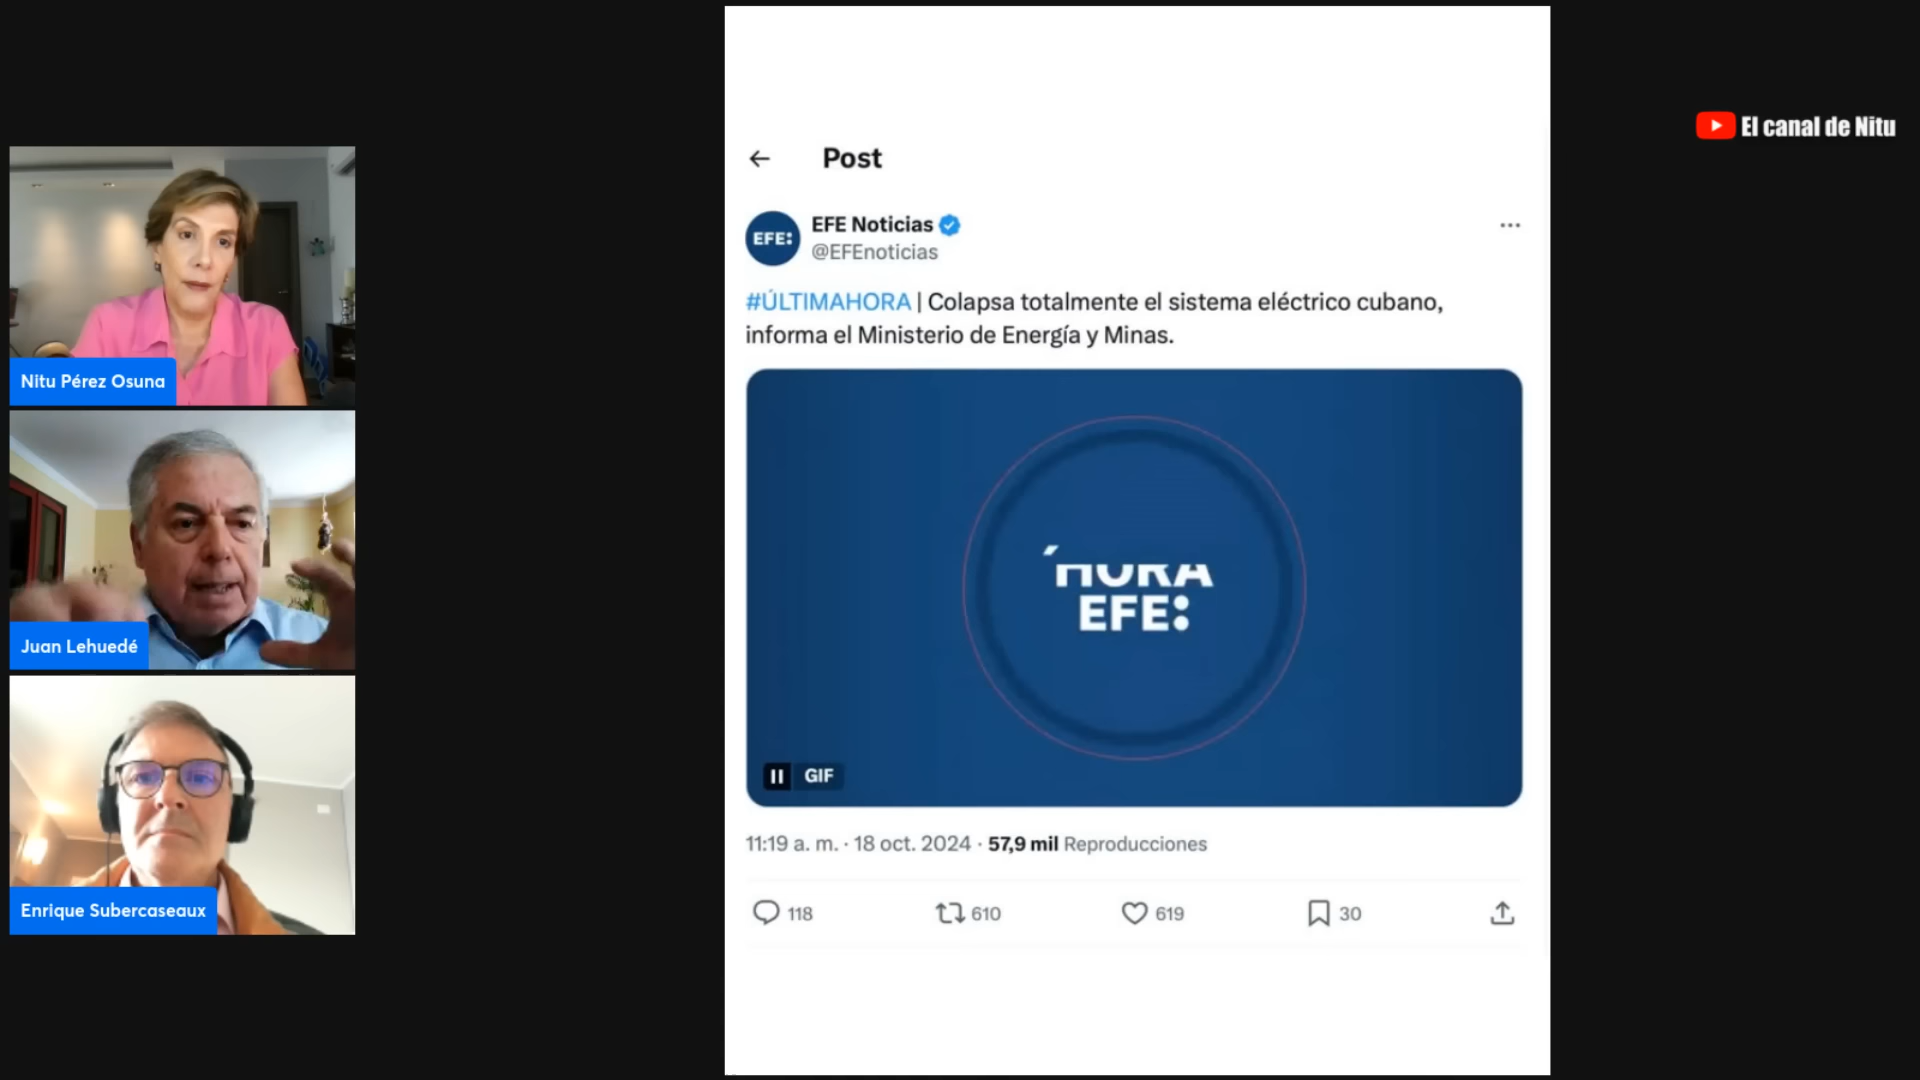 El canal de Nitu
Nitu Pérez Osuna
Juan Lehuedé
Enrique Subercaseaux
Post
EFE:
EFE Noticias
@EFEnoticias
#ÚLTIMAHORA | Colapsa totalmente el sistema eléctrico cubano,
informa el Ministerio de Energía y Minas.
HORA
EFE:
GIF
11:19 a. m. · 18 oct. 2024 · 57,9 mil Reproducciones
118 610 619 30